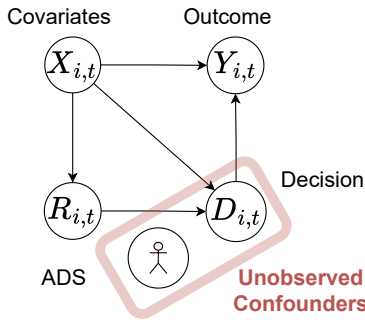 Covariates
Outcome
X_{i,t}
Y_{i,t}
R_{i,t}
D_{i,t}
Decision
ADS
Unobserved
Confounders